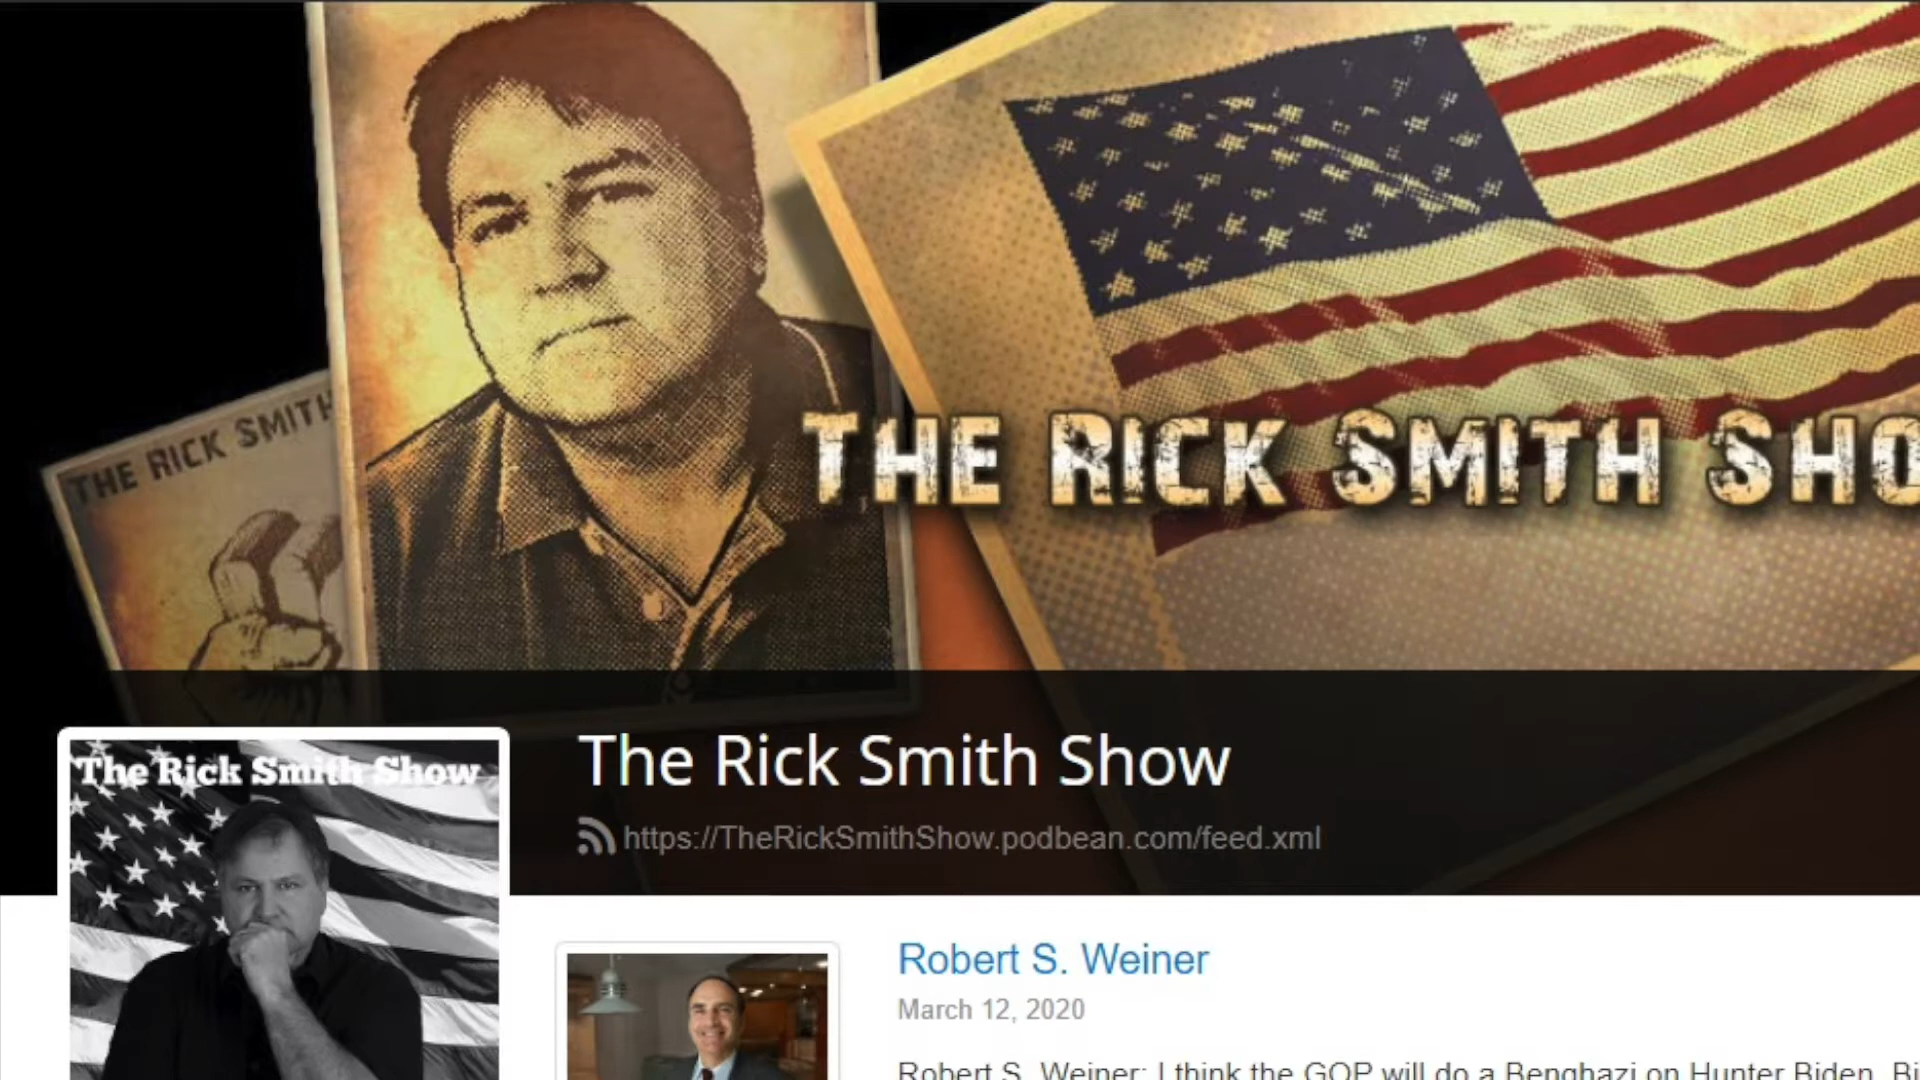 THE RICK SMITH
THE RICK SMITH SHO
The Rick Smith Show
The Rick Smith Show
https://TheRickSmithShow.podbean.com/feed.xml
Robert S. Weiner
March 12, 2020
Robert S. Weiner: I think the GOP will do a Benghazi on Hunter Biden. Bi